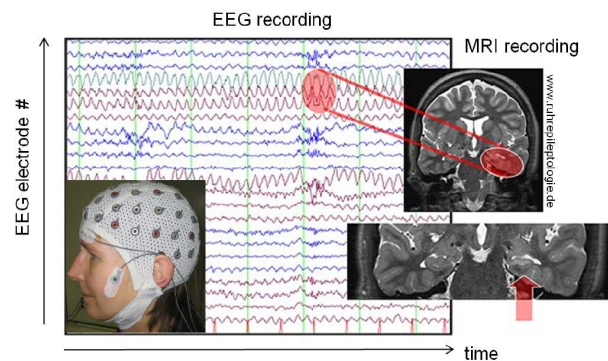 EEG recording
MRI recording
EEG electrode #
www.ruhrepileptologie.de
time